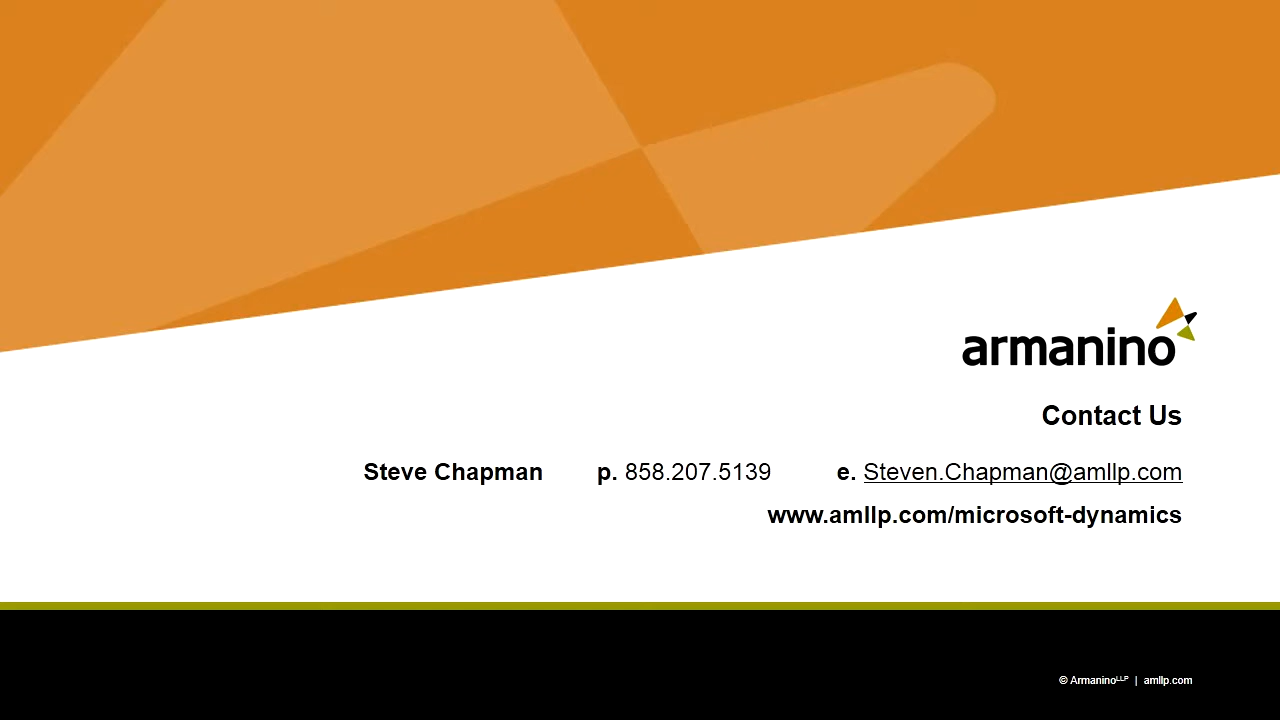 armanino
Contact Us
Steve Chapman p. 858.207.5139 e. Steven.Chapman@amllp.com
www.amllp.com/microsoft-dynamics
© ArmaninoLLP | amllp.com